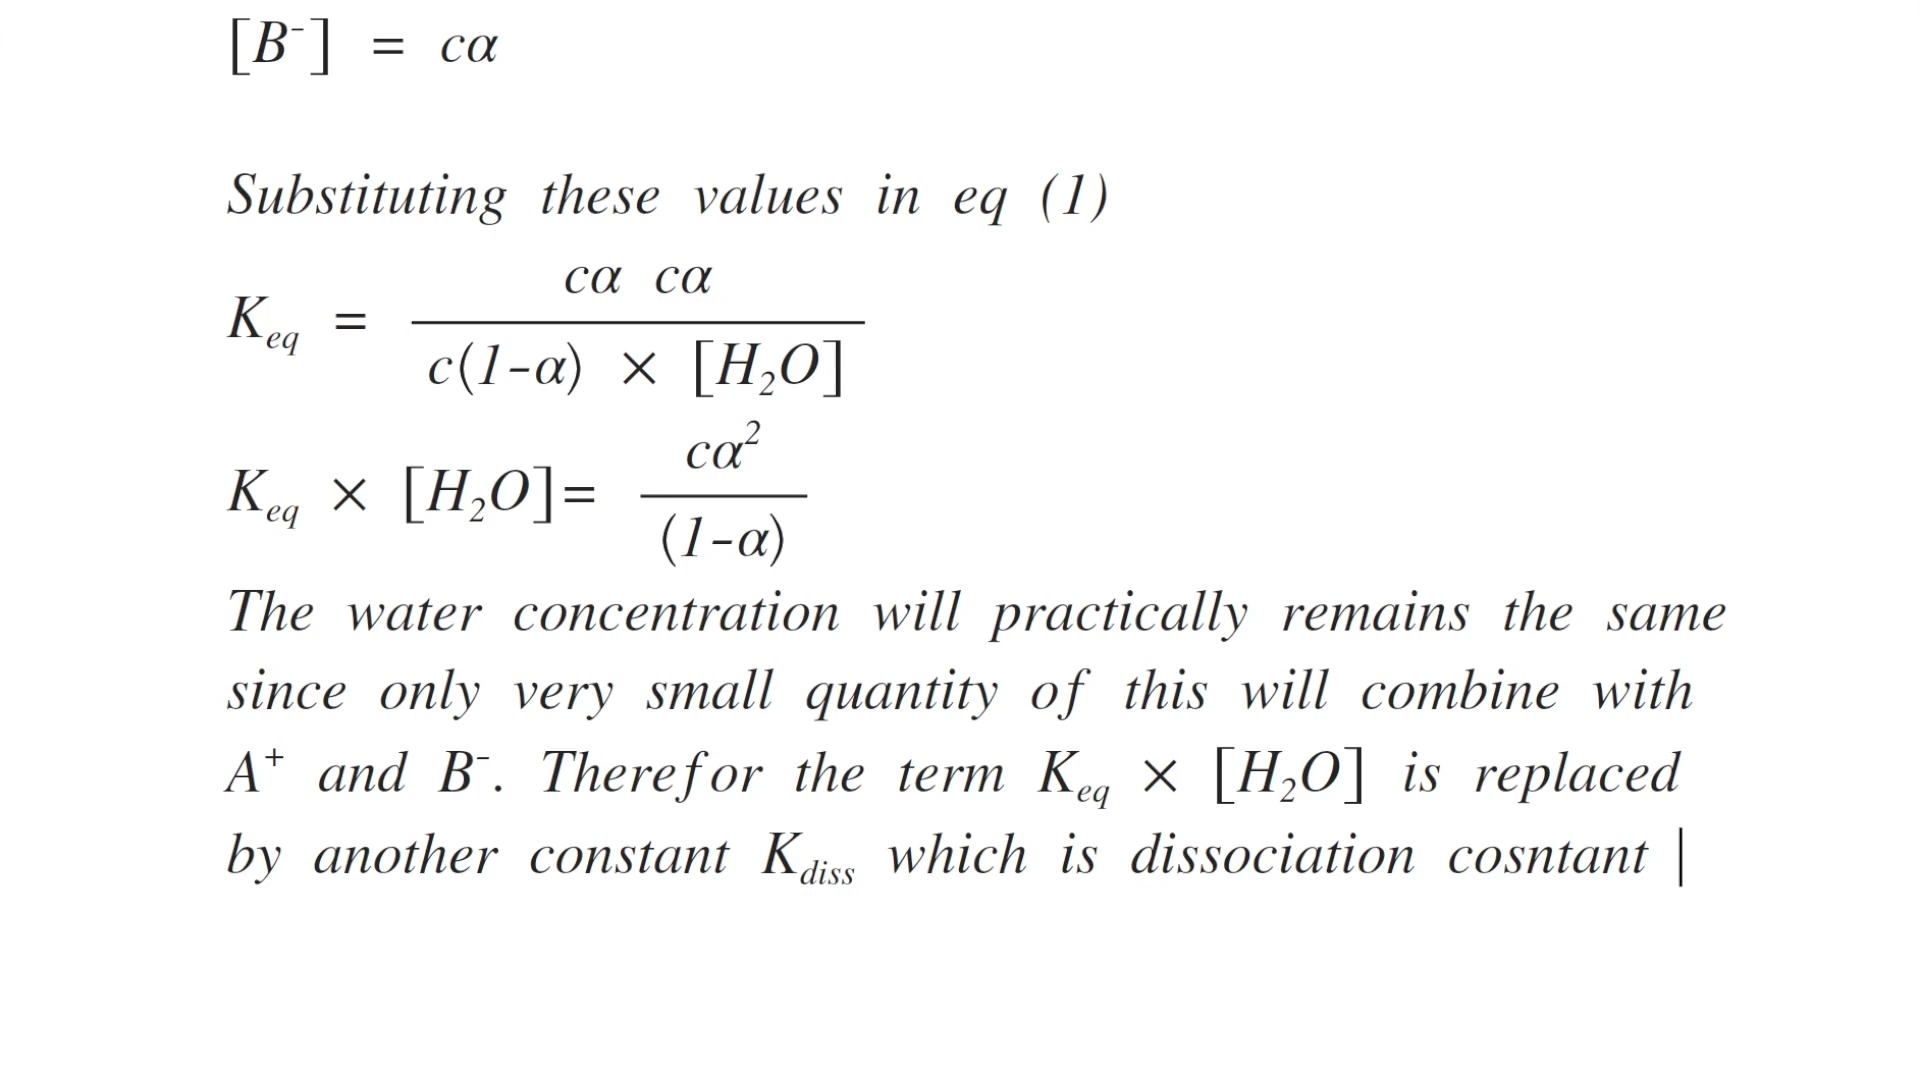 [B⁻] = cα
Substituting these values in eq (1)
K_eq = cα cα / c(1-α) × [H₂O]
K_eq × [H₂O]= cα² / (1-α)
The water concentration will practically remains the same
since only very small quantity of this will combine with
A⁺ and B⁻. Therefor the term K_eq × [H₂O] is replaced
by another constant K_diss which is dissociation cosntant